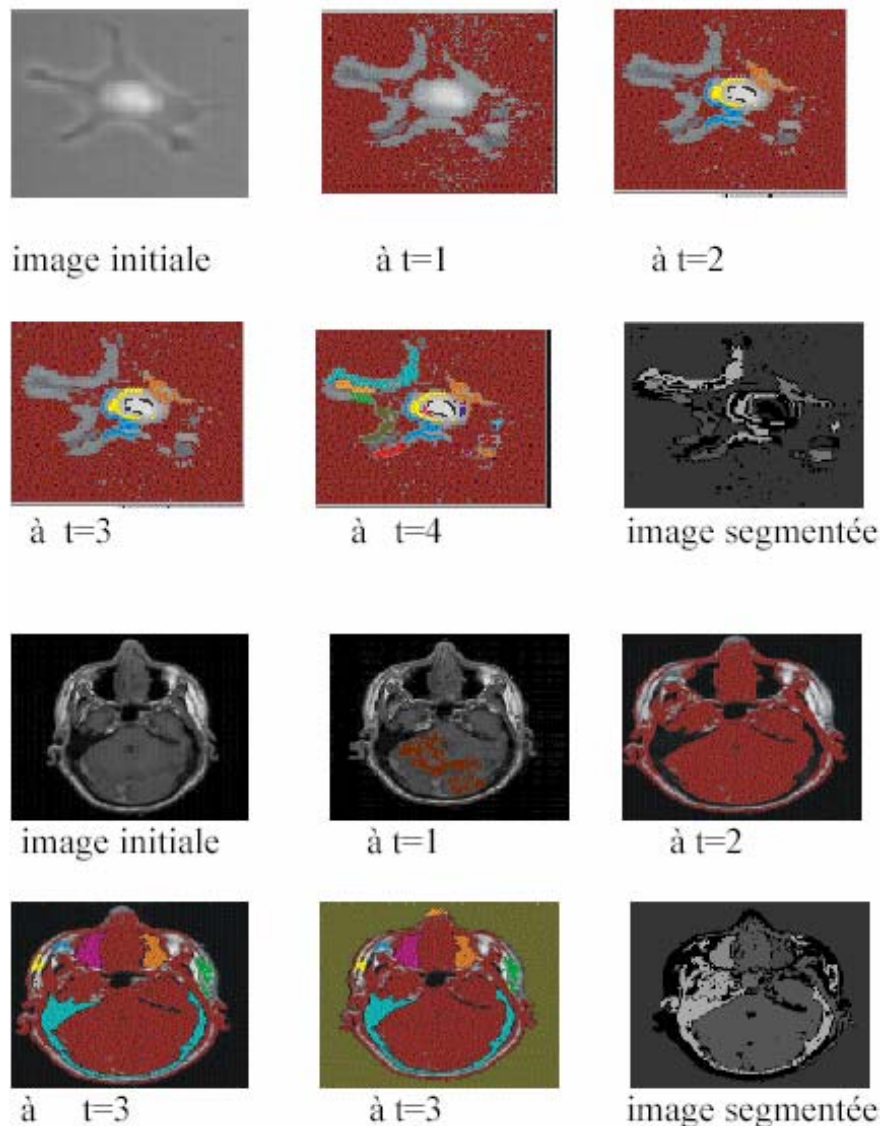 image initiale
à t=1
à t=2
à t=3
à t=4
image segmentée
image initiale
à t=1
à t=2
à t=3
à t=3
image segmentée